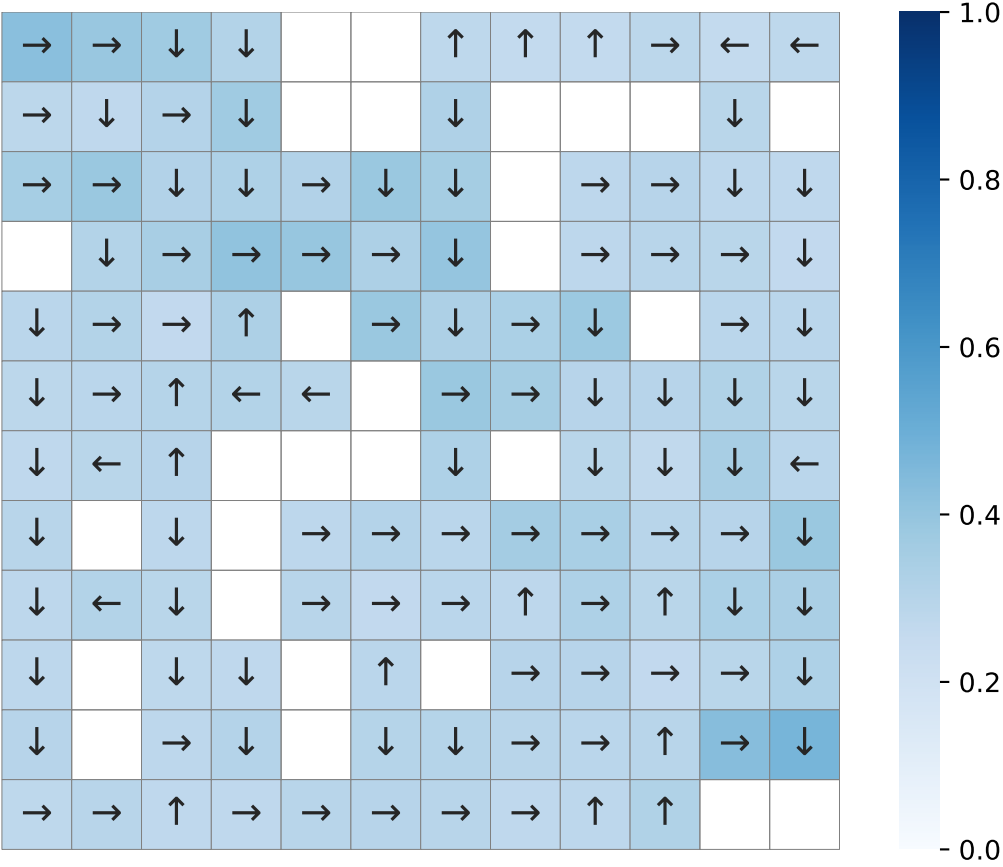 → → ↓ ↓ ↑ ↑ ↑ → ← ← 1.0
→ ↓ → ↓ ↓ ↓
→ → ↓ ↓ → ↓ ↓ → → ↓ ↓ 0.8
↓ → → → → ↓ → → → ↓
↓ → → ↑ → ↓ → ↓ → ↓ 0.6
↓ → ↑ ← ← → → ↓ ↓ ↓ ↓
↓ ← ↑ ↓ ↓ ↓ ↓ ←
↓ ↓ → → → → → → → ↓ 0.4
↓ ← ↓ → → → ↑ → ↑ ↓ ↓
↓ ↓ ↓ ↑ → → → → ↓ 0.2
↓ → ↓ ↓ ↓ → → ↑ → ↓
→ → ↑ → → → → → ↑ ↑ 0.0